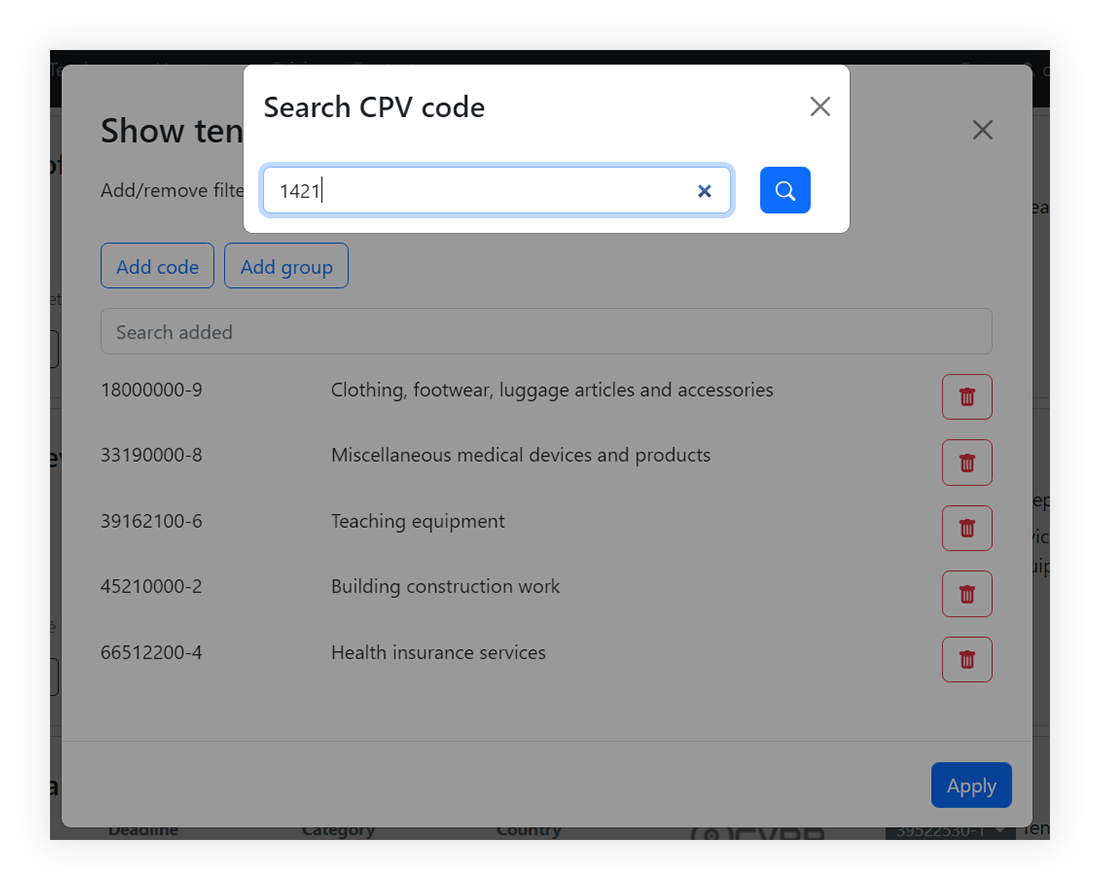 Search CPV code
1421
Show ten
Add/remove filte
Add code
Add group
Search added
18000000-9 Clothing, footwear, luggage articles and accessories
33190000-8 Miscellaneous medical devices and products
39162100-6 Teaching equipment
45210000-2 Building construction work
66512200-4 Health insurance services
Apply
Deadline Category Country
39522530-1